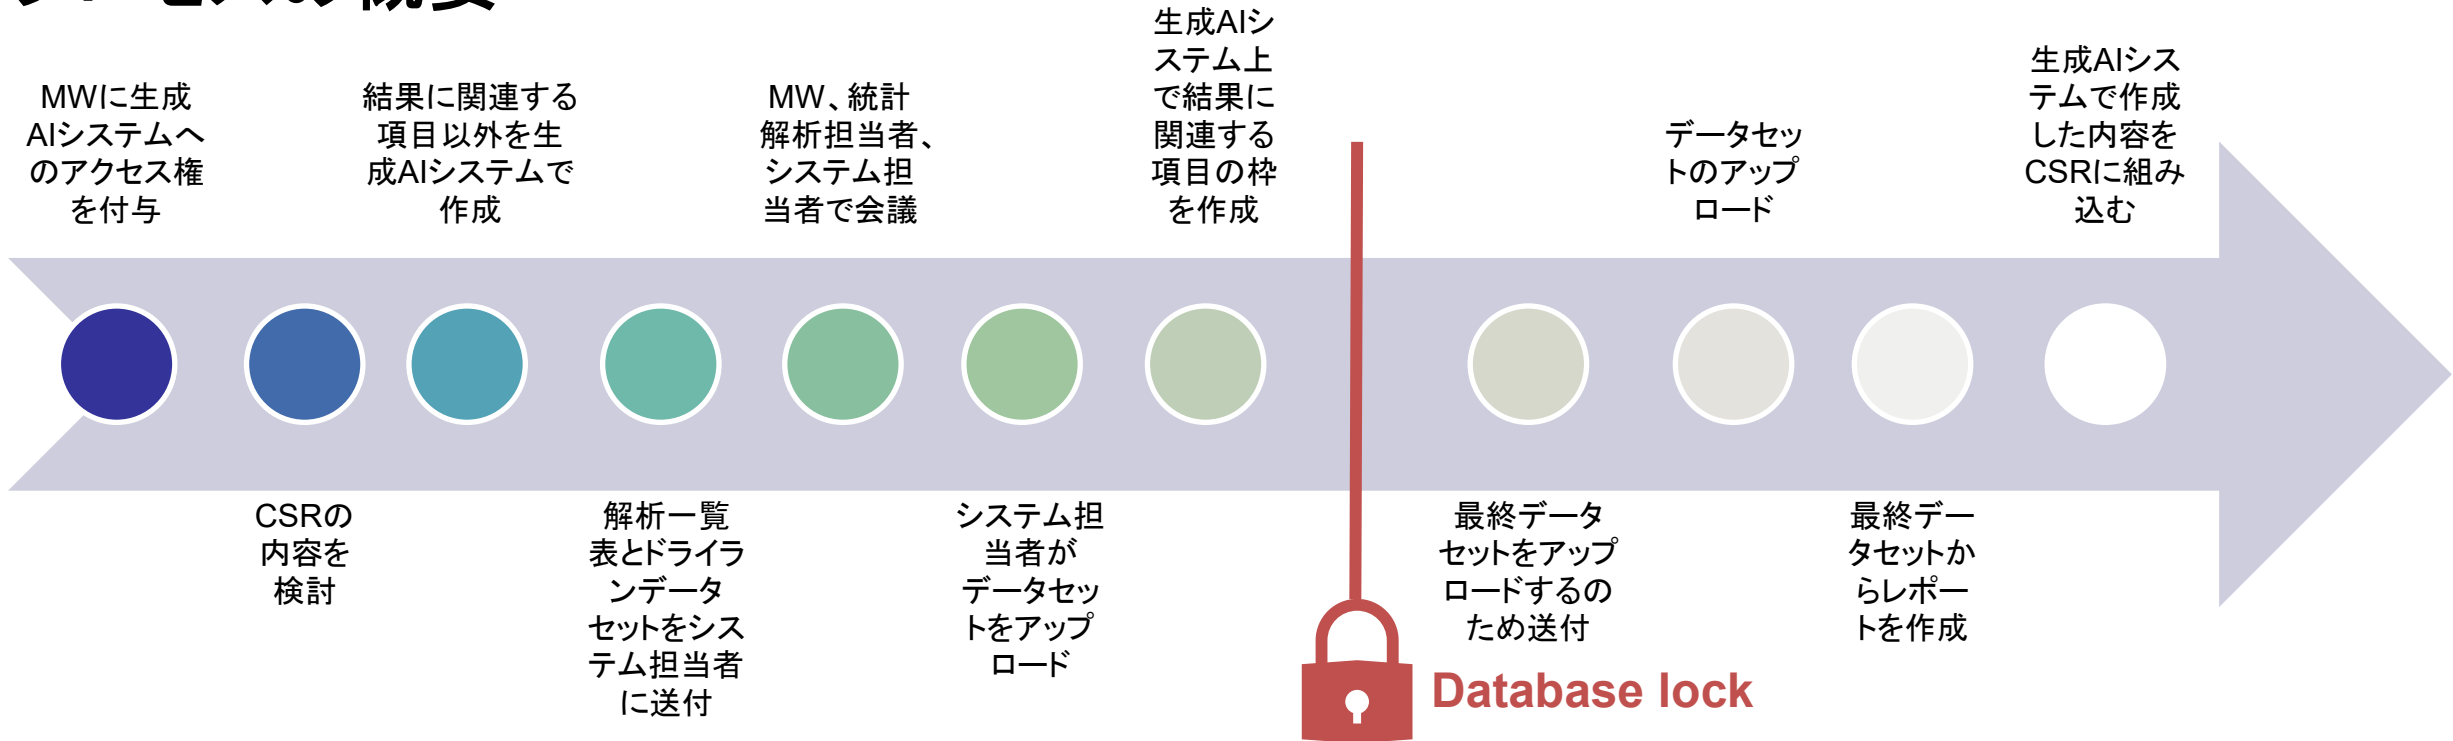 MWに生成
AIシステムへ
のアクセス権
を付与
CSRの
内容を
検討
結果に関連する
項目以外を生
成AIシステムで
作成
解析一覧
表とドライラ
ンデータ
セットをシス
テム担当者
に送付
MW、統計
解析担当者、
システム担
当者で会議
システム担
当者が
データセッ
トをアップ
ロード
生成AIシ
ステム上
で結果に
関連する
項目の枠
を作成
Database lock
最終データ
セットをアップ
ロードするの
ため送付
データセッ
トのアップ
ロード
最終デー
タセットか
らレポー
トを作成
生成AIシス
テムで作成
した内容を
CSRに組み
込む